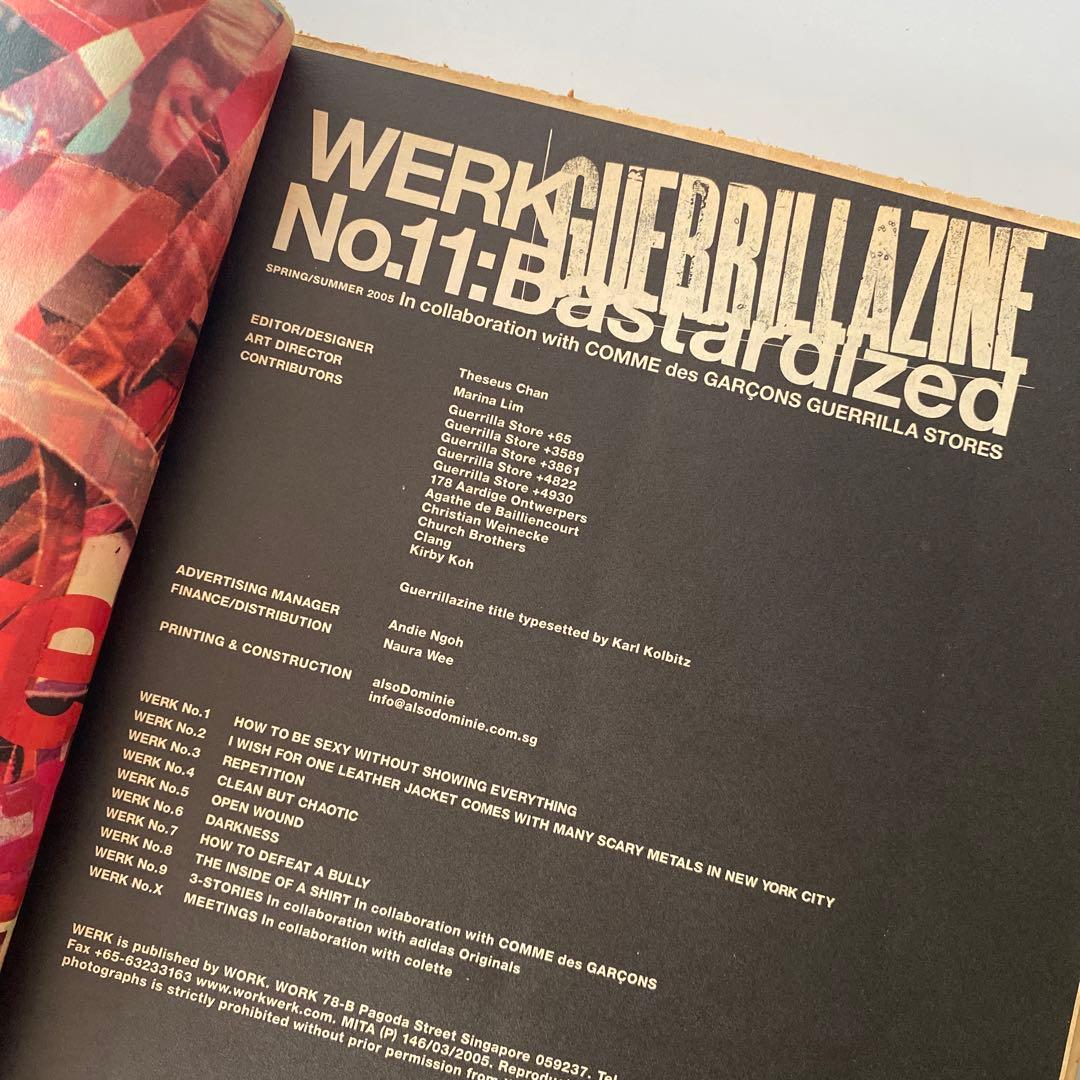 WERK GUERRILLAZINE
No.11:Bastardized
SPRING/SUMMER 2005 In collaboration with COMME des GARÇONS GUERRILLA STORES
EDITOR/DESIGNER Theseus Chan
ART DIRECTOR Marina Lim
CONTRIBUTORS Guerrilla Store +65
Guerrilla Store +3589
Guerrilla Store +3861
Guerrilla Store +4822
Guerrilla Store +4930
178 Aardige Ontwerpers
Agathe de Bailliencourt
Christian Weinecke
Church Brothers
Clang
Kirby Koh
Guerrillazine title typesetted by Karl Kolbitz
ADVERTISING MANAGER Andie Ngoh
FINANCE/DISTRIBUTION Naura Wee
PRINTING & CONSTRUCTION alsoDominie
info@alsodominie.com.sg
WERK No.1 HOW TO BE SEXY WITHOUT SHOWING EVERYTHING
WERK No.2 I WISH FOR ONE LEATHER JACKET COMES WITH MANY SCARY METALS IN NEW YORK CITY
WERK No.3 REPETITION
WERK No.4 CLEAN BUT CHAOTIC
WERK No.5 OPEN WOUND
WERK No.6 DARKNESS
WERK No.7 HOW TO DEFEAT A BULLY
WERK No.8 THE INSIDE OF A SHIRT In collaboration with COMME des GARÇONS
WERK No.9 3-STORIES In collaboration with adidas Originals
WERK No.X MEETINGS In collaboration with colette
WERK is published by WORK. WORK 78-B Pagoda Street Singapore 059237. Tel
Fax +65-63233163 www.workwerk.com. MITA (P) 146/03/2005.
photographs is strictly prohibited without prior permission from